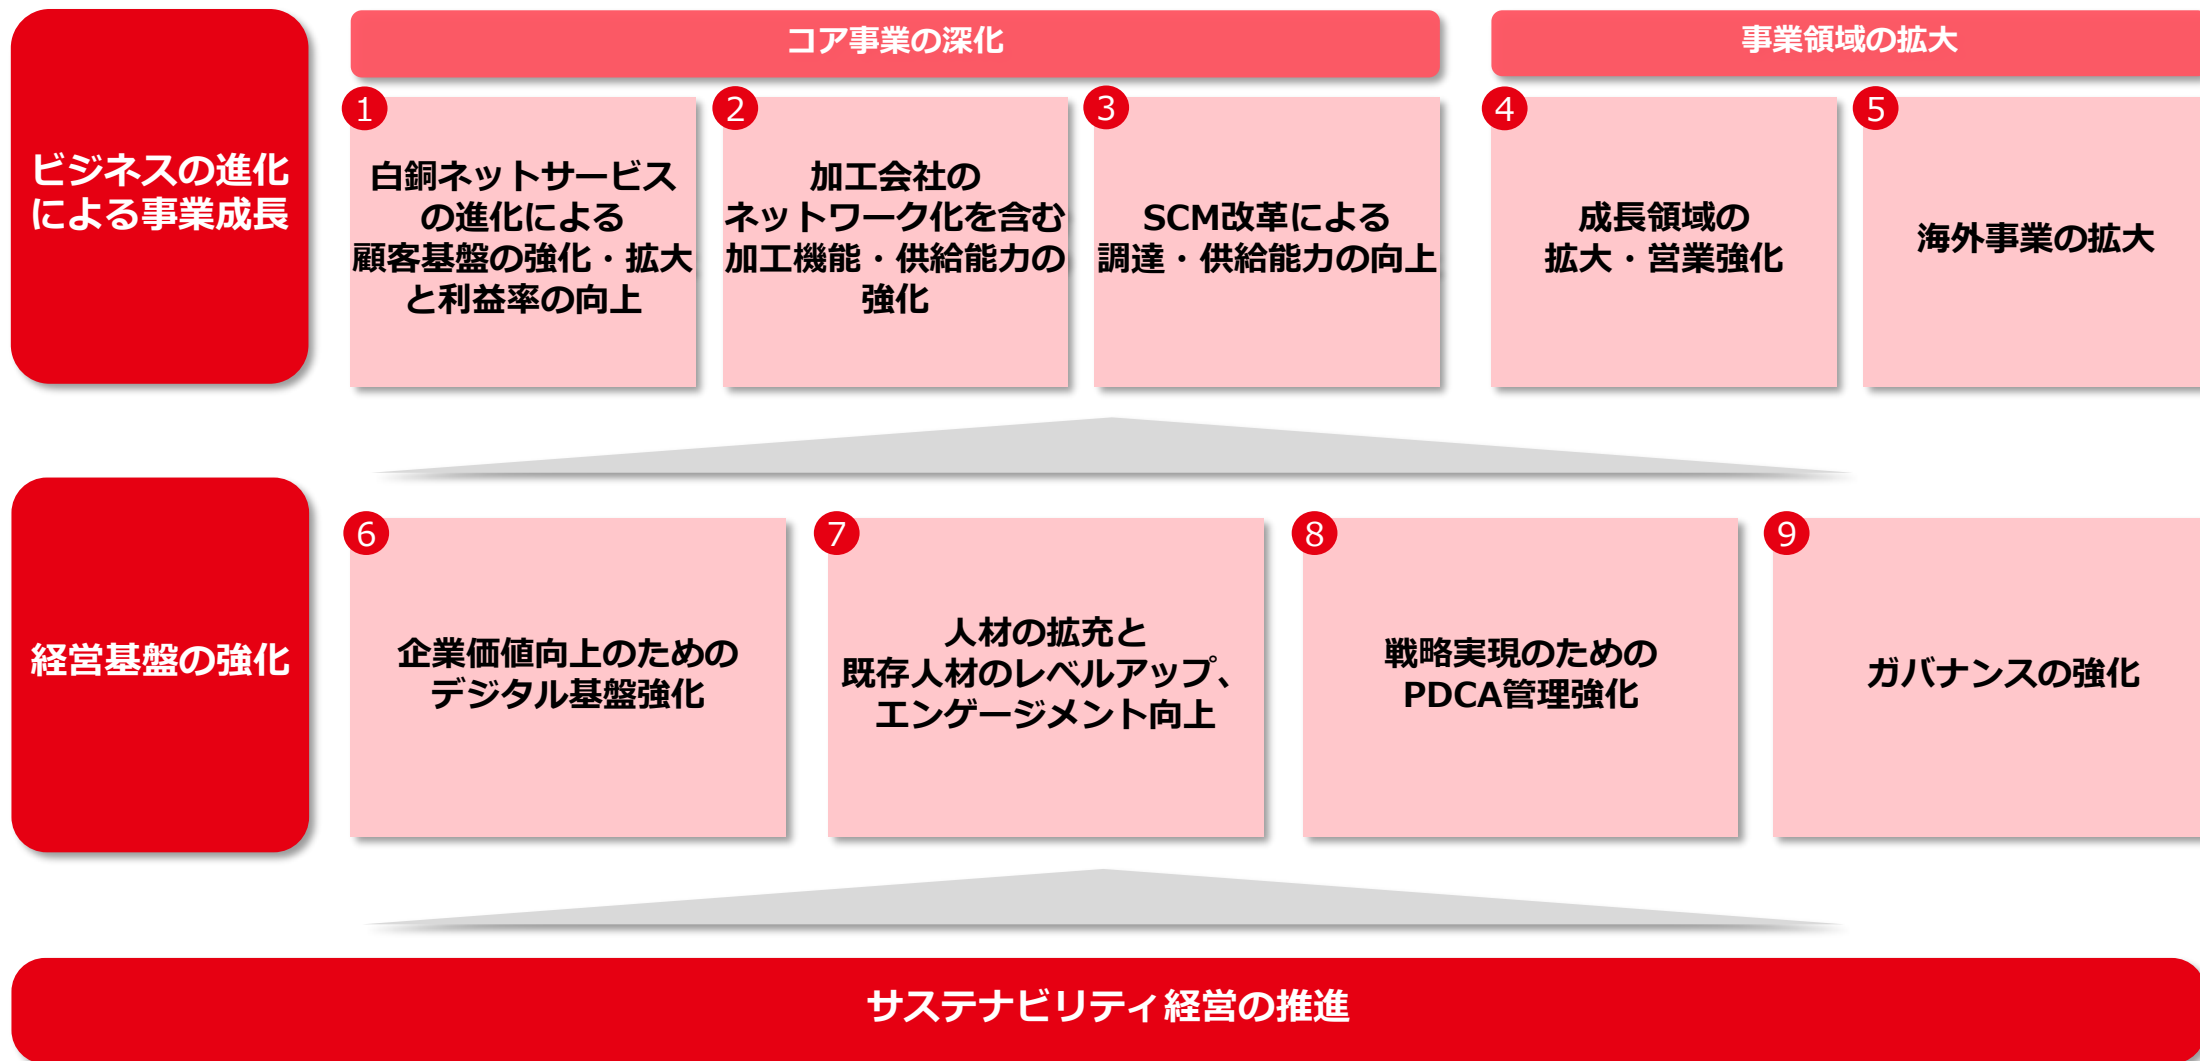 ビジネスの進化
による事業成長
コア事業の深化
事業領域の拡大
1
白銅ネットサービス
の進化による
顧客基盤の強化・拡大
と利益率の向上
2
加工会社の
ネットワーク化を含む
加工機能・供給能力の
強化
3
SCM改革による
調達・供給能力の向上
4
成長領域の
拡大・営業強化
5
海外事業の拡大
経営基盤の強化
6
企業価値向上のための
デジタル基盤強化
7
人材の拡充と
既存人材のレベルアップ、
エンゲージメント向上
8
戦略実現のための
PDCA管理強化
9
ガバナンスの強化
サステナビリティ経営の推進